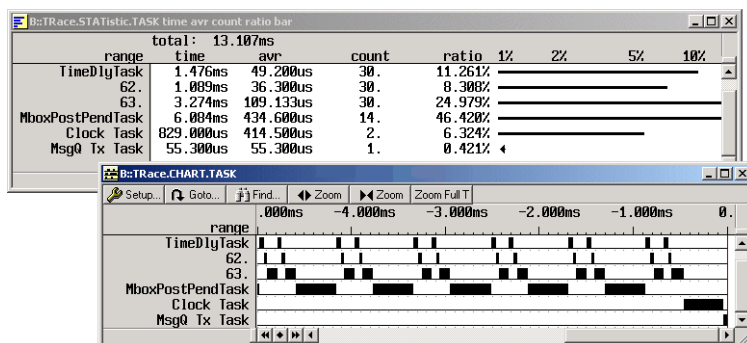 B::TRace.STATistic.TASK time avr count ratio bar
total: 13.107ms
range time avr count ratio 1% 2% 5% 10%
TimeDlyTask 1.476ms 49.200us 30. 11.261%
62. 1.089ms 36.300us 30. 8.308%
63. 3.274ms 109.133us 30. 24.979%
MboxPostPendTask 6.084ms 434.600us 14. 46.420%
Clock Task 829.000us 414.500us 2. 6.324%
MsgQ Tx Task 55.300us 55.300us 1. 0.421%
B::TRace.CHART.TASK
Setup... Goto... Find... Zoom Zoom Zoom Full T
.000ms -4.000ms -3.000ms -2.000ms -1.000ms 0.
range
TimeDlyTask
62.
63.
MboxPostPendTask
Clock Task
MsgQ Tx Task